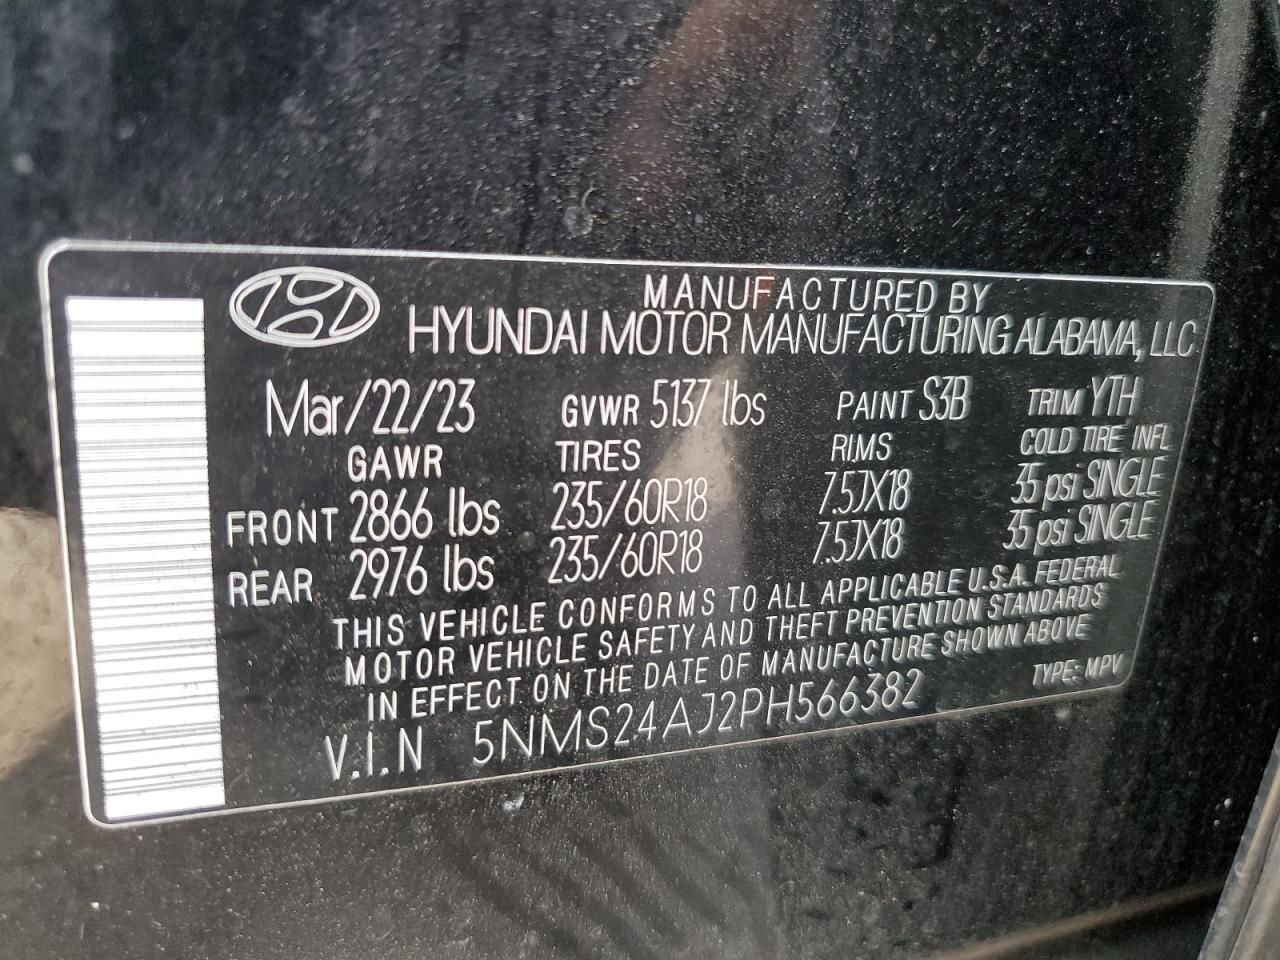 MANUFACTURED BY
HYUNDAI MOTOR MANUFACTURING ALABAMA, LLC
Mar/22/23 GVWR 5137 lbs PAINT S3B TRIM YTH
GAWR TIRES RIMS COLD TIRE INFL
FRONT 2866 lbs 235/60R18 7.5JX18 35 psi SINGLE
REAR 2976 lbs 235/60R18 7.5JX18 35 psi SINGLE
THIS VEHICLE CONFORMS TO ALL APPLICABLE U.S.A. FEDERAL
MOTOR VEHICLE SAFETY AND THEFT PREVENTION STANDARDS
IN EFFECT ON THE DATE OF MANUFACTURE SHOWN ABOVE
V.I.N 5NMS24AJ2PH566382 TYPE: MPV